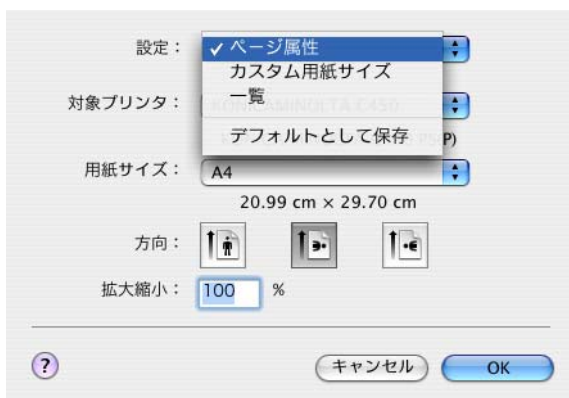 設定：
✓ ページ属性
カスタム用紙サイズ
一覧
デフォルトとして保存
対象プリンタ：
KONICAMINOLTA C450
PS(P)
用紙サイズ：
A4
20.99 cm × 29.70 cm
方向：
拡大縮小：
100 %
?
キャンセル
OK